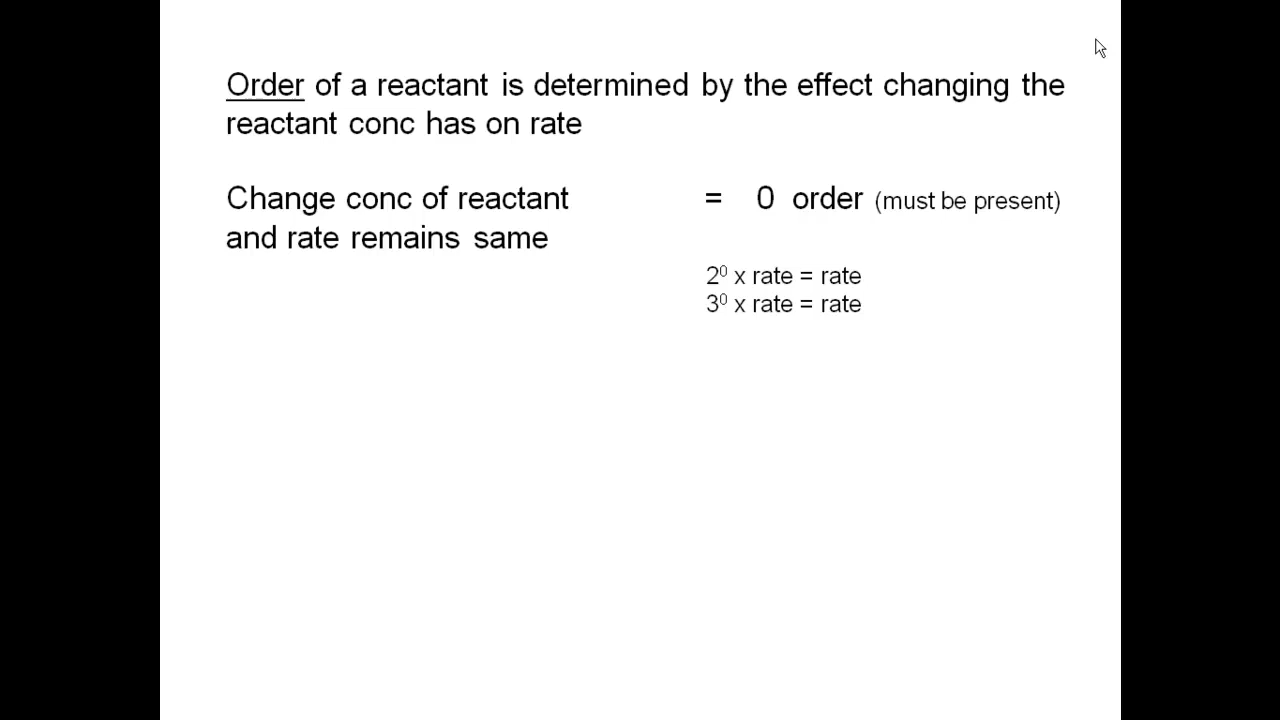 Order of a reactant is determined by the effect changing the
reactant conc has on rate
Change conc of reactant = 0 order (must be present)
and rate remains same
2⁰ x rate = rate
3⁰ x rate = rate